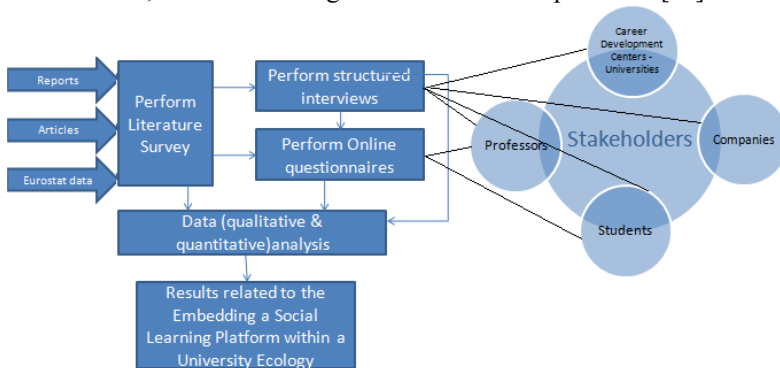 Reports
Articles
Eurostat data
Perform
Literature
Survey
Perform structured
interviews
Perform Online
questionnaires
Data (qualitative &
quantitative)analysis
Results related to the
Embedding a Social
Learning Platform within a
University Ecology
Career
Development
Centers -
Universities
Professors
Stakeholders
Companies
Students